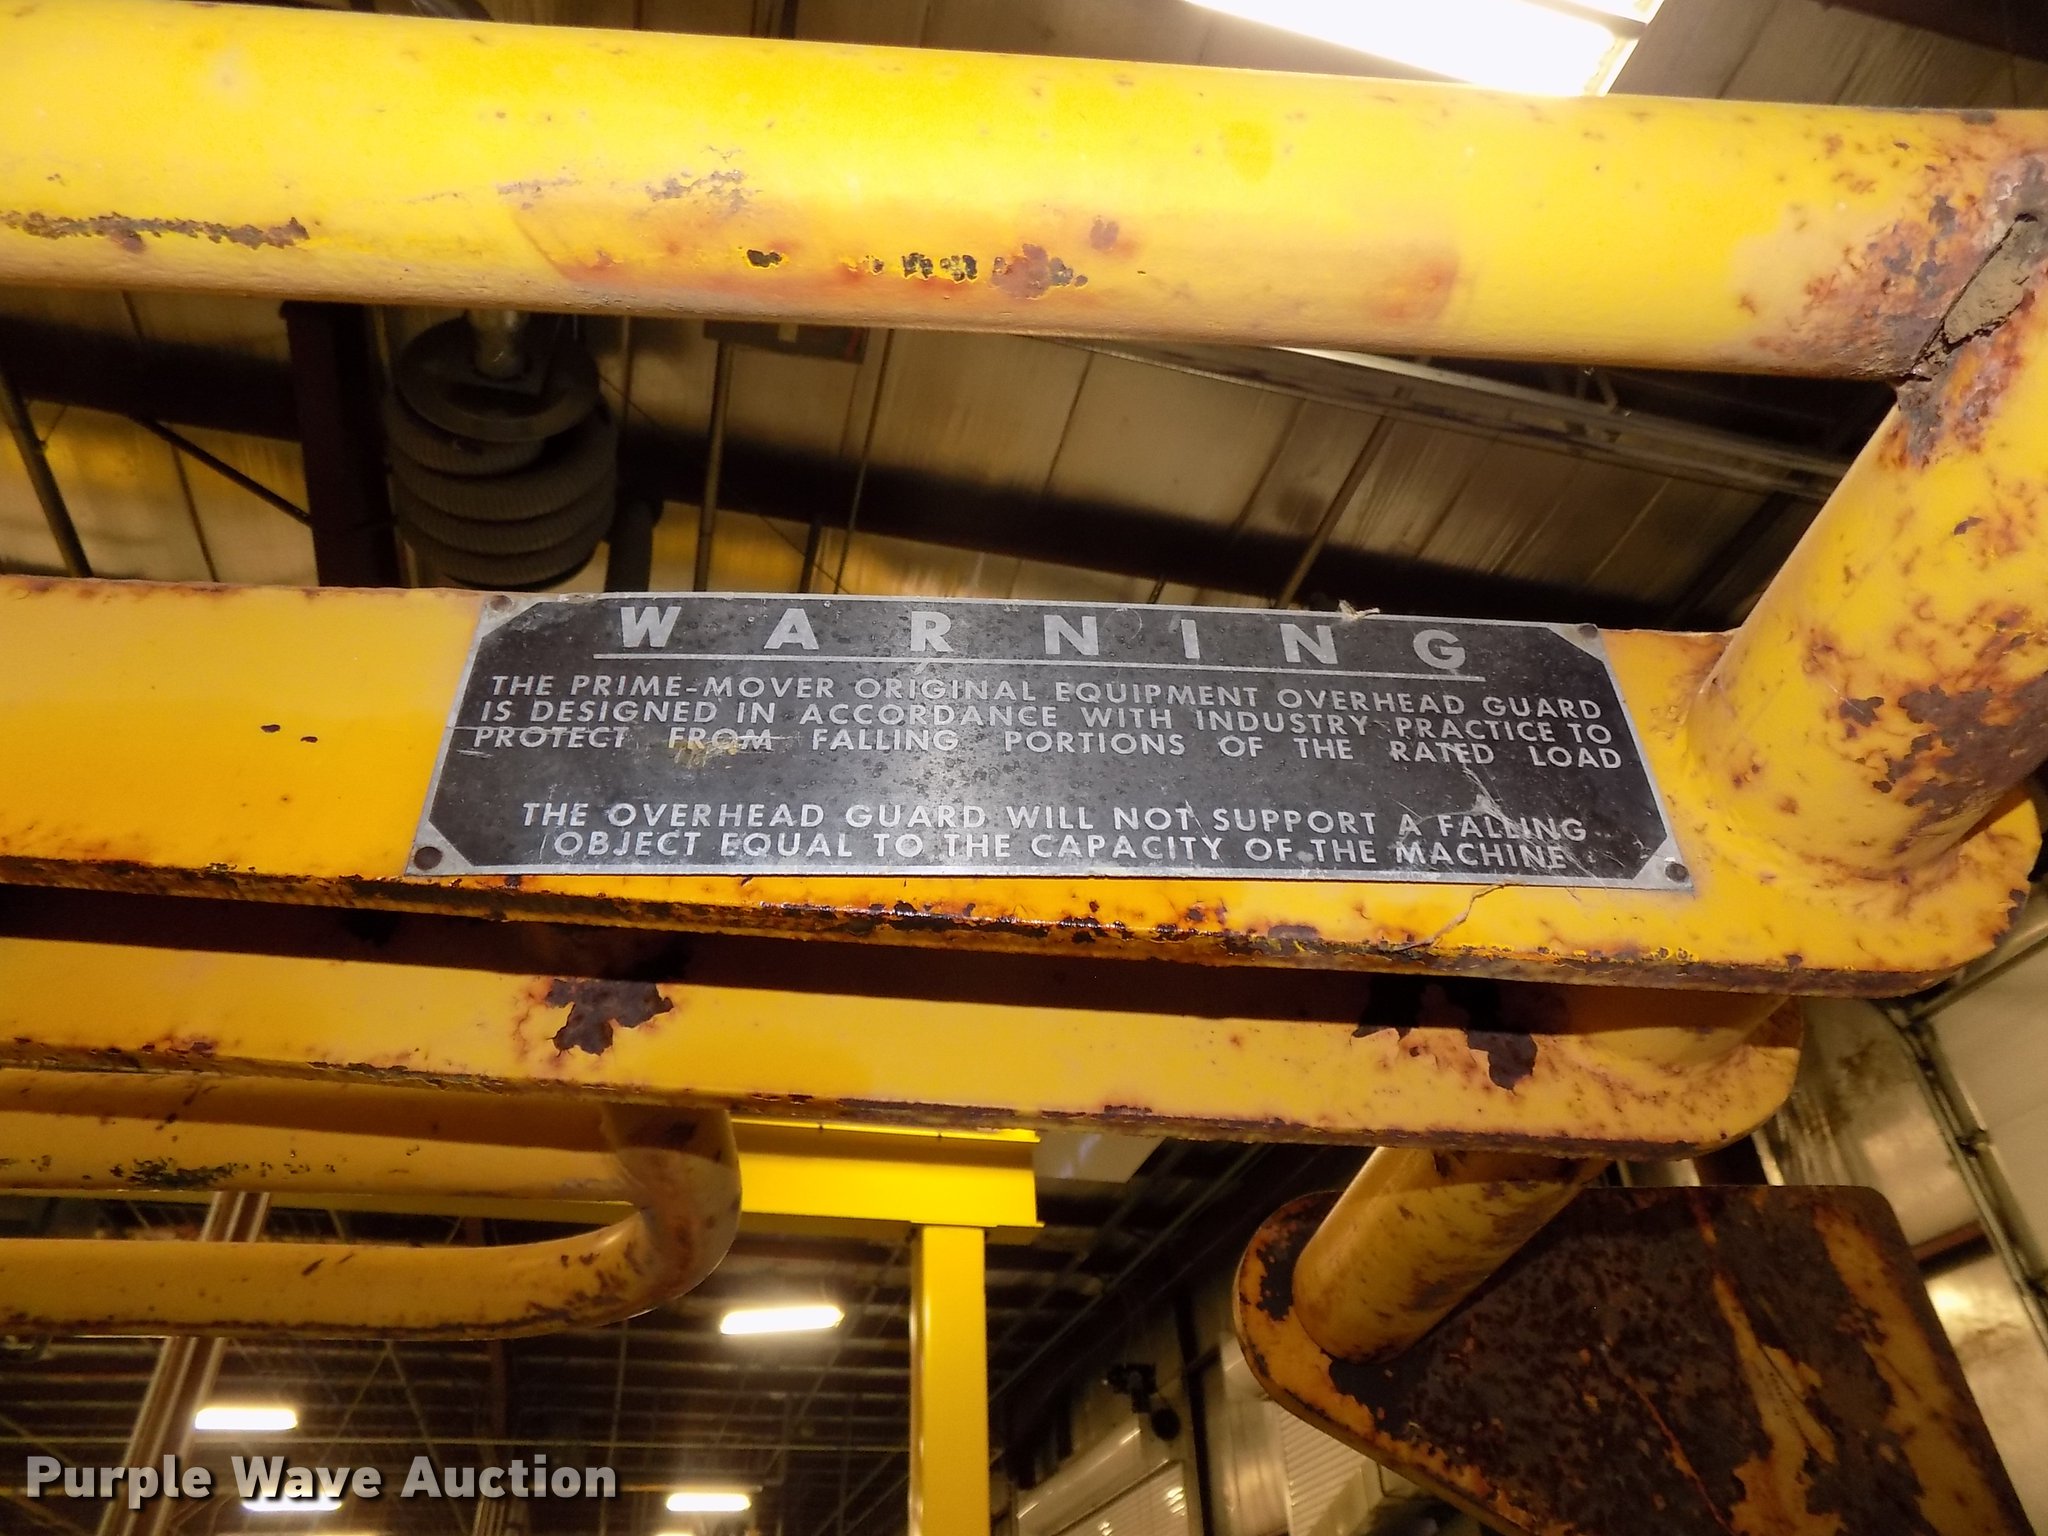 WARNING
THE PRIME-MOVER ORIGINAL EQUIPMENT OVERHEAD GUARD
IS DESIGNED IN ACCORDANCE WITH INDUSTRY PRACTICE TO
PROTECT FROM FALLING PORTIONS OF THE RATED LOAD
THE OVERHEAD GUARD WILL NOT SUPPORT A FALLING
OBJECT EQUAL TO THE CAPACITY OF THE MACHINE
Purple Wave Auction